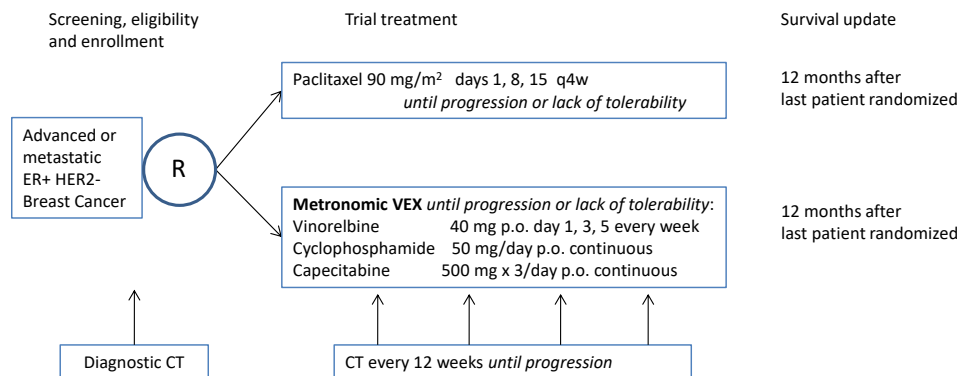 Screening, eligibility
and enrollment
Trial treatment
Survival update
Paclitaxel 90 mg/m² days 1, 8, 15 q4w
until progression or lack of tolerability
12 months after
last patient randomized
Advanced or
metastatic
ER+ HER2-
Breast Cancer
R
Metronomic VEX until progression or lack of tolerability:
Vinorelbine 40 mg p.o. day 1, 3, 5 every week
Cyclophosphamide 50 mg/day p.o. continuous
Capecitabine 500 mg x 3/day p.o. continuous
12 months after
last patient randomized
Diagnostic CT
CT every 12 weeks until progression